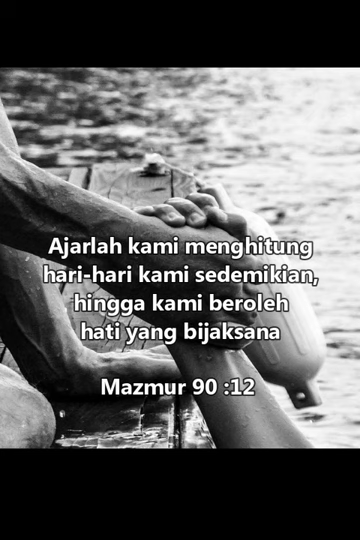 Ajarlah kami menghitung
hari-hari kami sedemikian,
hingga kami beroleh
hati yang bijaksana
Mazmur 90 :12